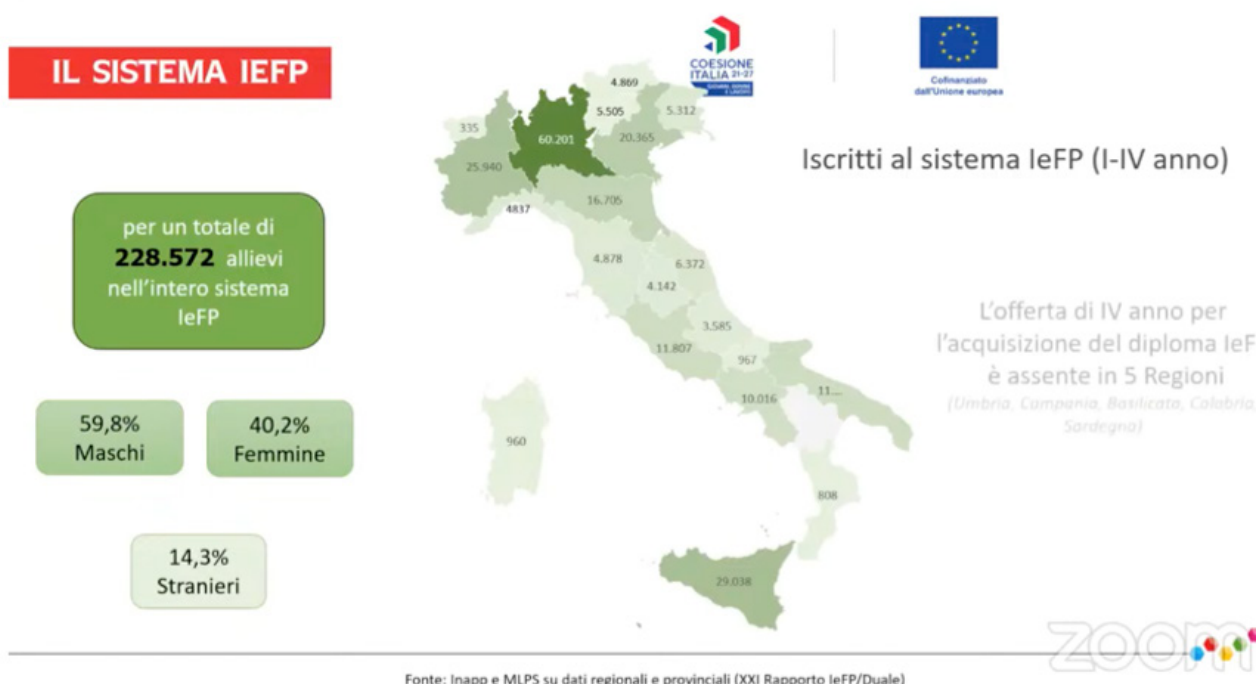 IL SISTEMA IEFP
COESIONE
ITALIA 21-27
Cofinanziato
dall'Unione europea
Iscritti al sistema IeFP (I-IV anno)
per un totale di
228.572 allievi
nell'intero sistema
IeFP
59,8%
Maschi
40,2%
Femmine
14,3%
Stranieri
4.869
5.505
5.312
335
60.201
20.365
25.940
16.705
4837
4.878
6.372
4.142
3.585
11.807
967
10.016
11....
960
808
29.038
L'offerta di IV anno per
l'acquisizione del diploma IeF
è assente in 5 Regioni
(Umbria, Campania, Basilicata, Calabria,
Sardegna)
zoom
Fonte: Inapp e MLPS su dati regionali e provinciali (XXI Rapporto IeFP/Duale)